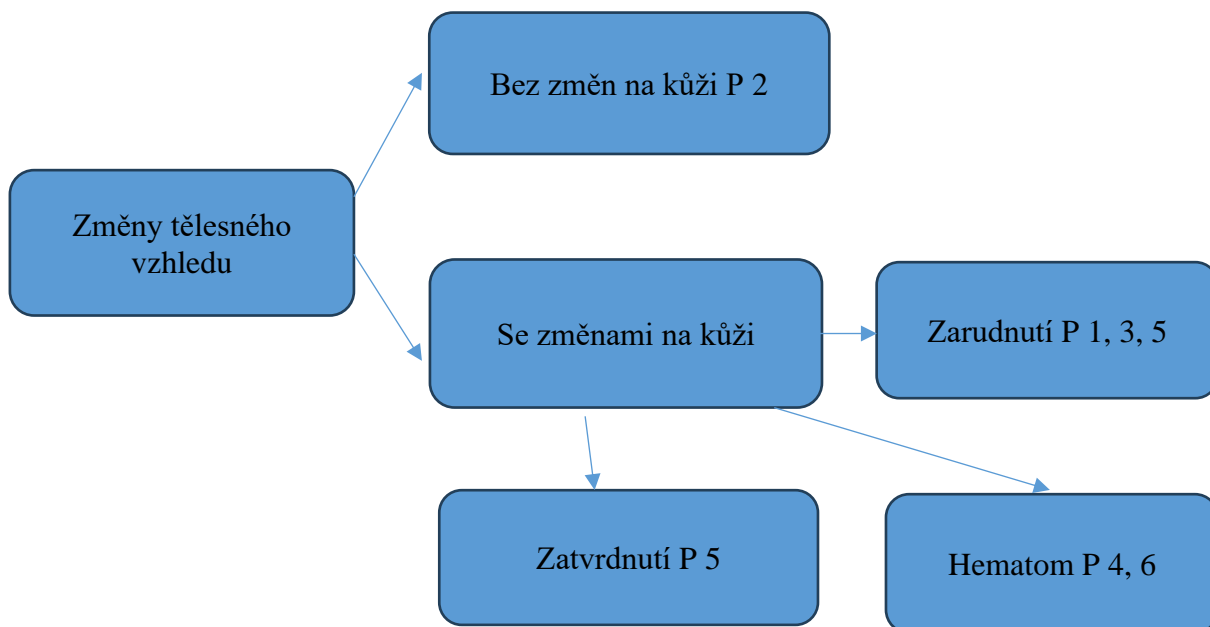 Bez změn na kůži P 2
Změny tělesného
vzhledu
Se změnami na kůži
Zarudnutí P 1, 3, 5
Zatvrdnutí P 5
Hematom P 4, 6